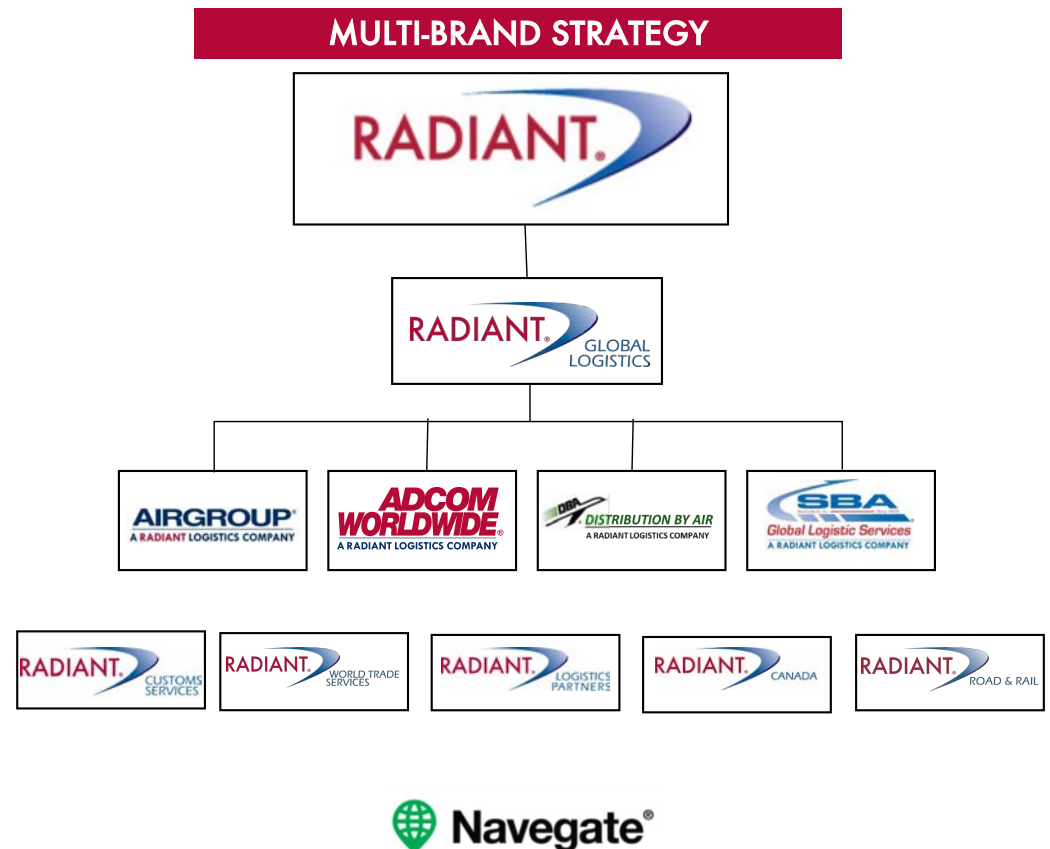 MULTI-BRAND STRATEGY
RADIANT.®
RADIANT.®
GLOBAL
LOGISTICS
AIRGROUP®
A RADIANT LOGISTICS COMPANY
ADCOM
WORLDWIDE®
A RADIANT LOGISTICS COMPANY
DBA
DISTRIBUTION BY AIR
A RADIANT LOGISTICS COMPANY
SBA
Global Logistic Services
A RADIANT LOGISTICS COMPANY
RADIANT.®
CUSTOMS
SERVICES
RADIANT.®
WORLD TRADE
SERVICES
RADIANT.®
LOGISTICS
PARTNERS
RADIANT.®
CANADA
RADIANT.®
ROAD & RAIL
Navegate®